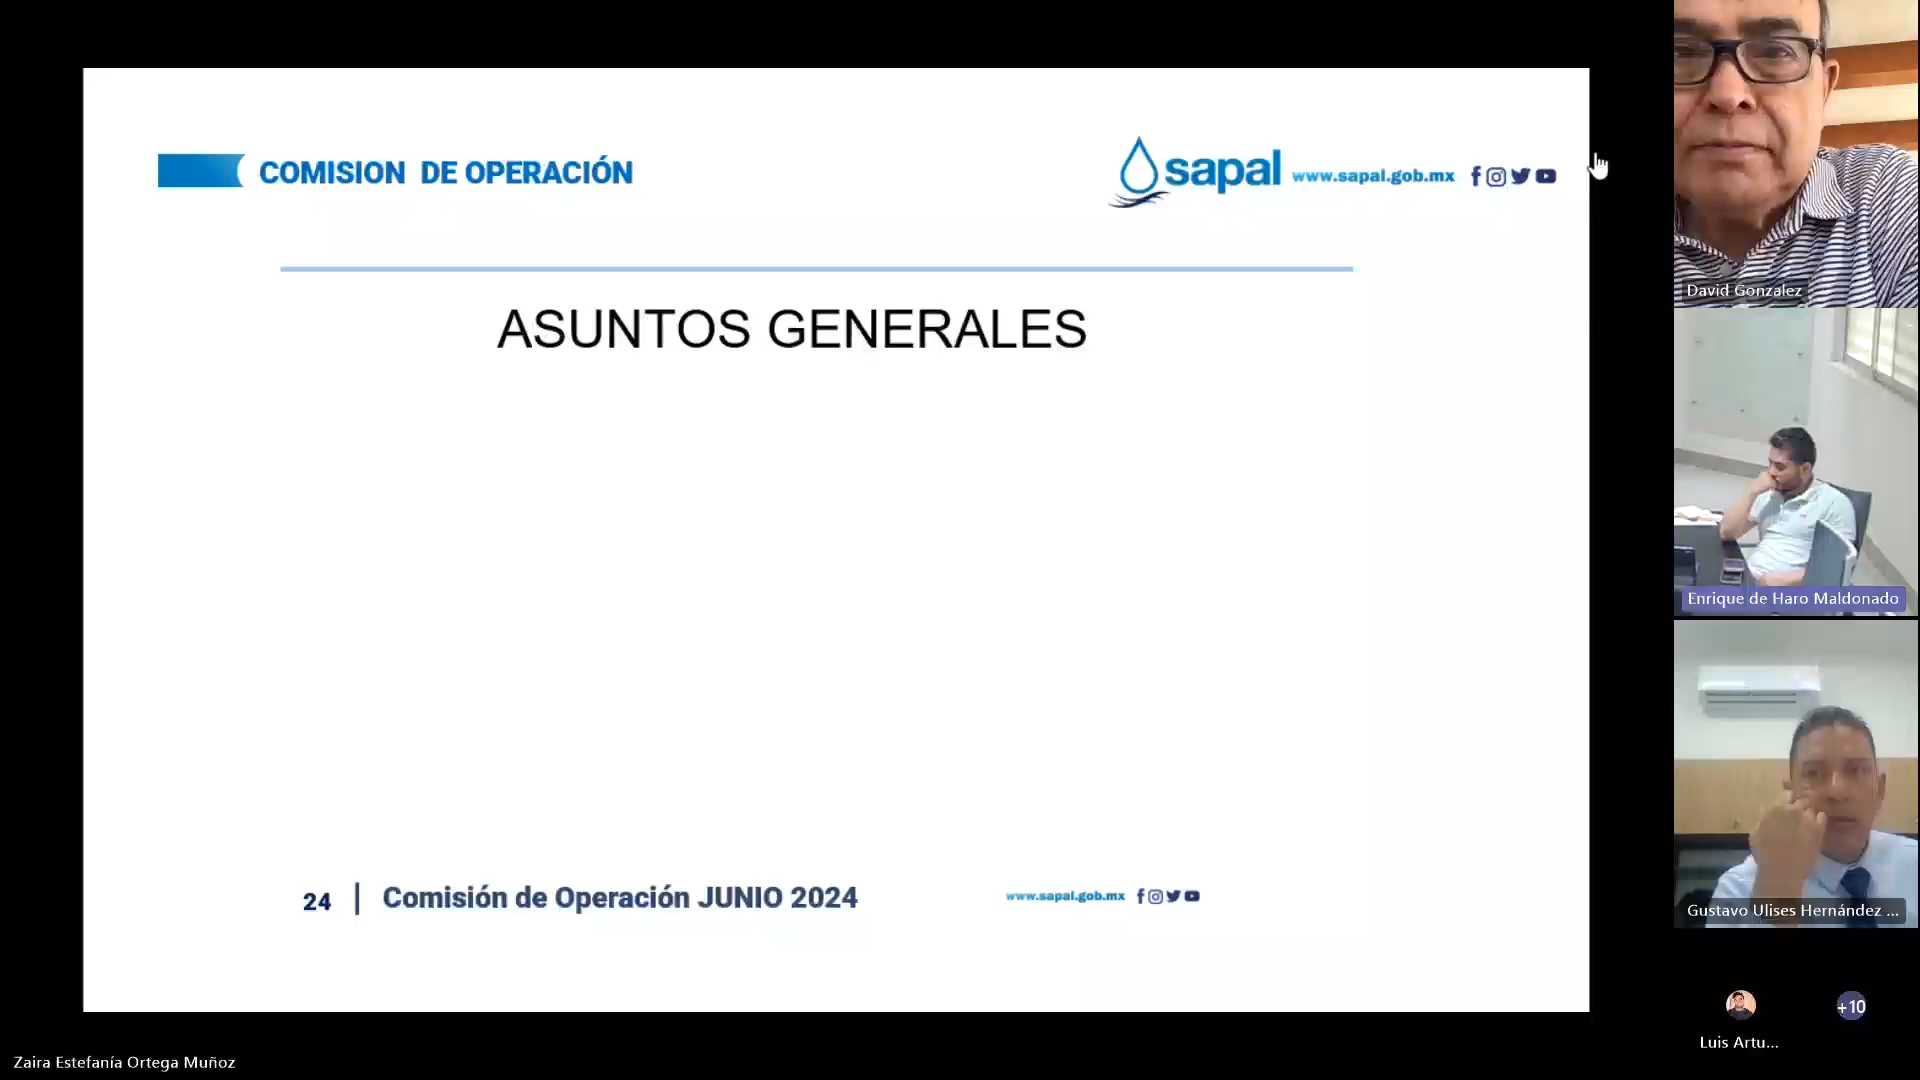 COMISION DE OPERACIÓN
sapal
www.sapal.gob.mx
ASUNTOS GENERALES
24
Comisión de Operación JUNIO 2024
www.sapal.gob.mx
David Gonzalez
Enrique de Haro Maldonado
Gustavo Ulises Hernández ...
Luis Artu...
+10
Zaira Estefanía Ortega Muñoz